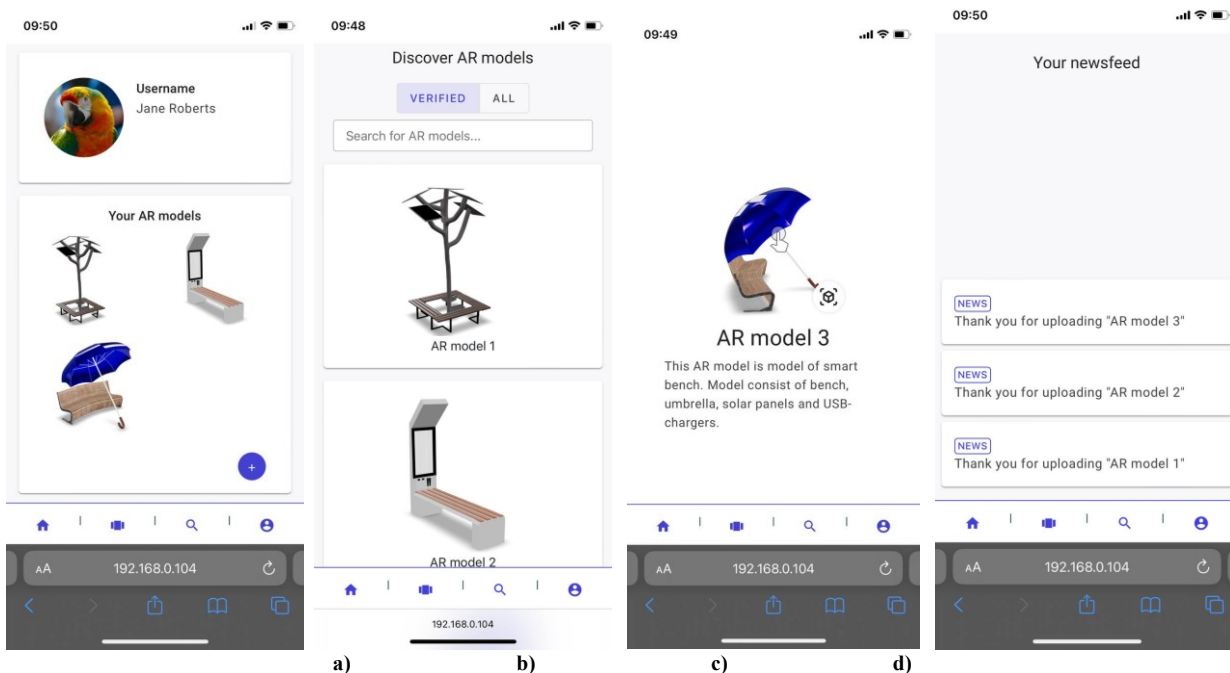 09:50
Username
Jane Roberts
Your AR models
+
AA
192.168.0.104
09:48
Discover AR models
VERIFIED
ALL
Search for AR models...
AR model 1
AR model 2
192.168.0.104
09:49
AR model 3
This AR model is model of smart
bench. Model consist of bench,
umbrella, solar panels and USB-
chargers.
AA
192.168.0.104
09:50
Your newsfeed
NEWS
Thank you for uploading "AR model 3"
NEWS
Thank you for uploading "AR model 2"
NEWS
Thank you for uploading "AR model 1"
AA
192.168.0.104
a) b) c) d)